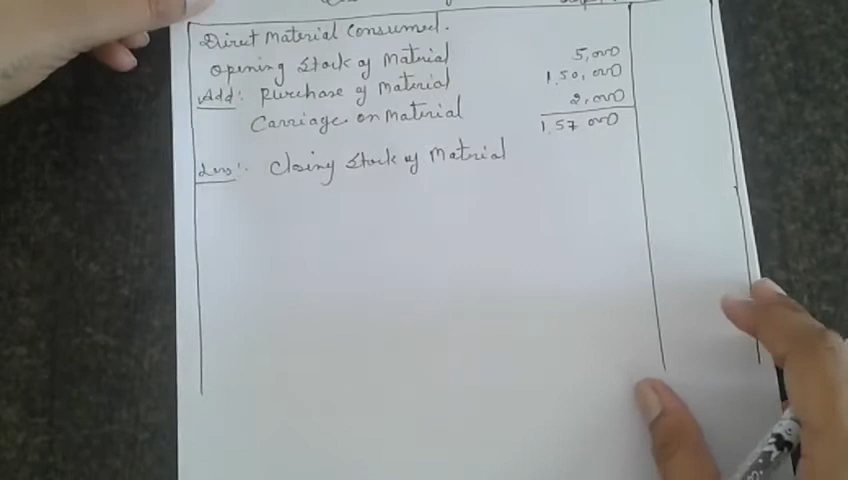 Direct Material Consumed.
Opening Stock of Material 5,000
Add: Purchase of Material 1,50,000
Carriage on Material 2,000
1,57 000
Less: Closing Stock of Material